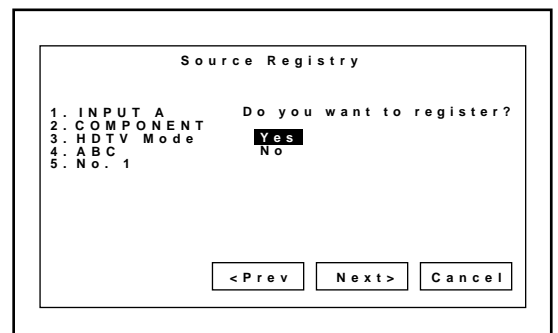 Source Registry
1. INPUT A
2. COMPONENT
3. HDTV Mode
4. ABC
5. No. 1
Do you want to register?
Yes
No
<Prev
Next>
Cancel